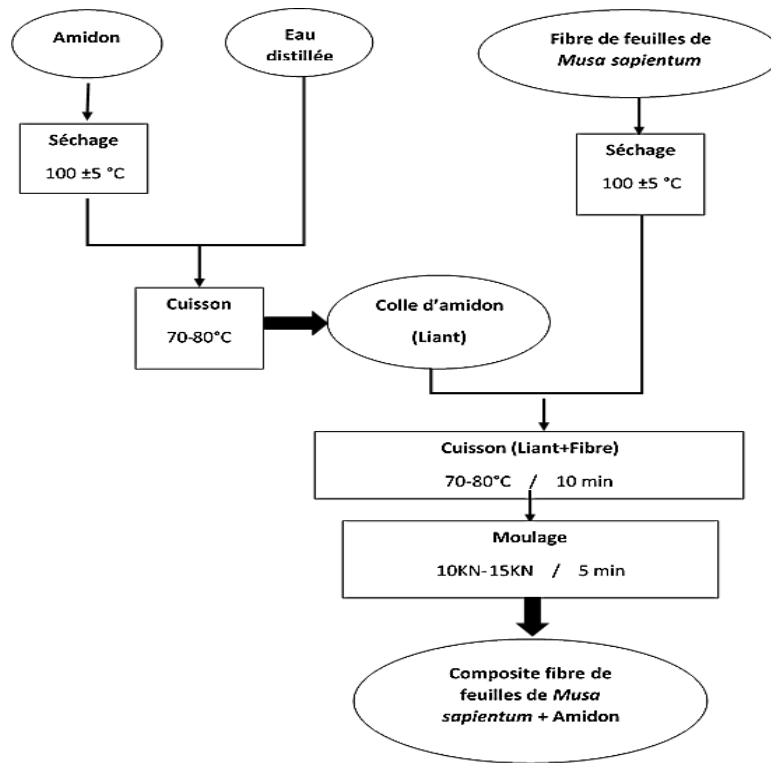 Amidon
Eau
distillée
Fibre de feuilles de
Musa sapientum
Séchage
100 ±5 °C
Séchage
100 ±5 °C
Cuisson
70-80°C
Colle d'amidon
(Liant)
Cuisson (Liant+Fibre)
70-80°C / 10 min
Moulage
10KN-15KN / 5 min
Composite fibre de
feuilles de Musa
sapientum + Amidon